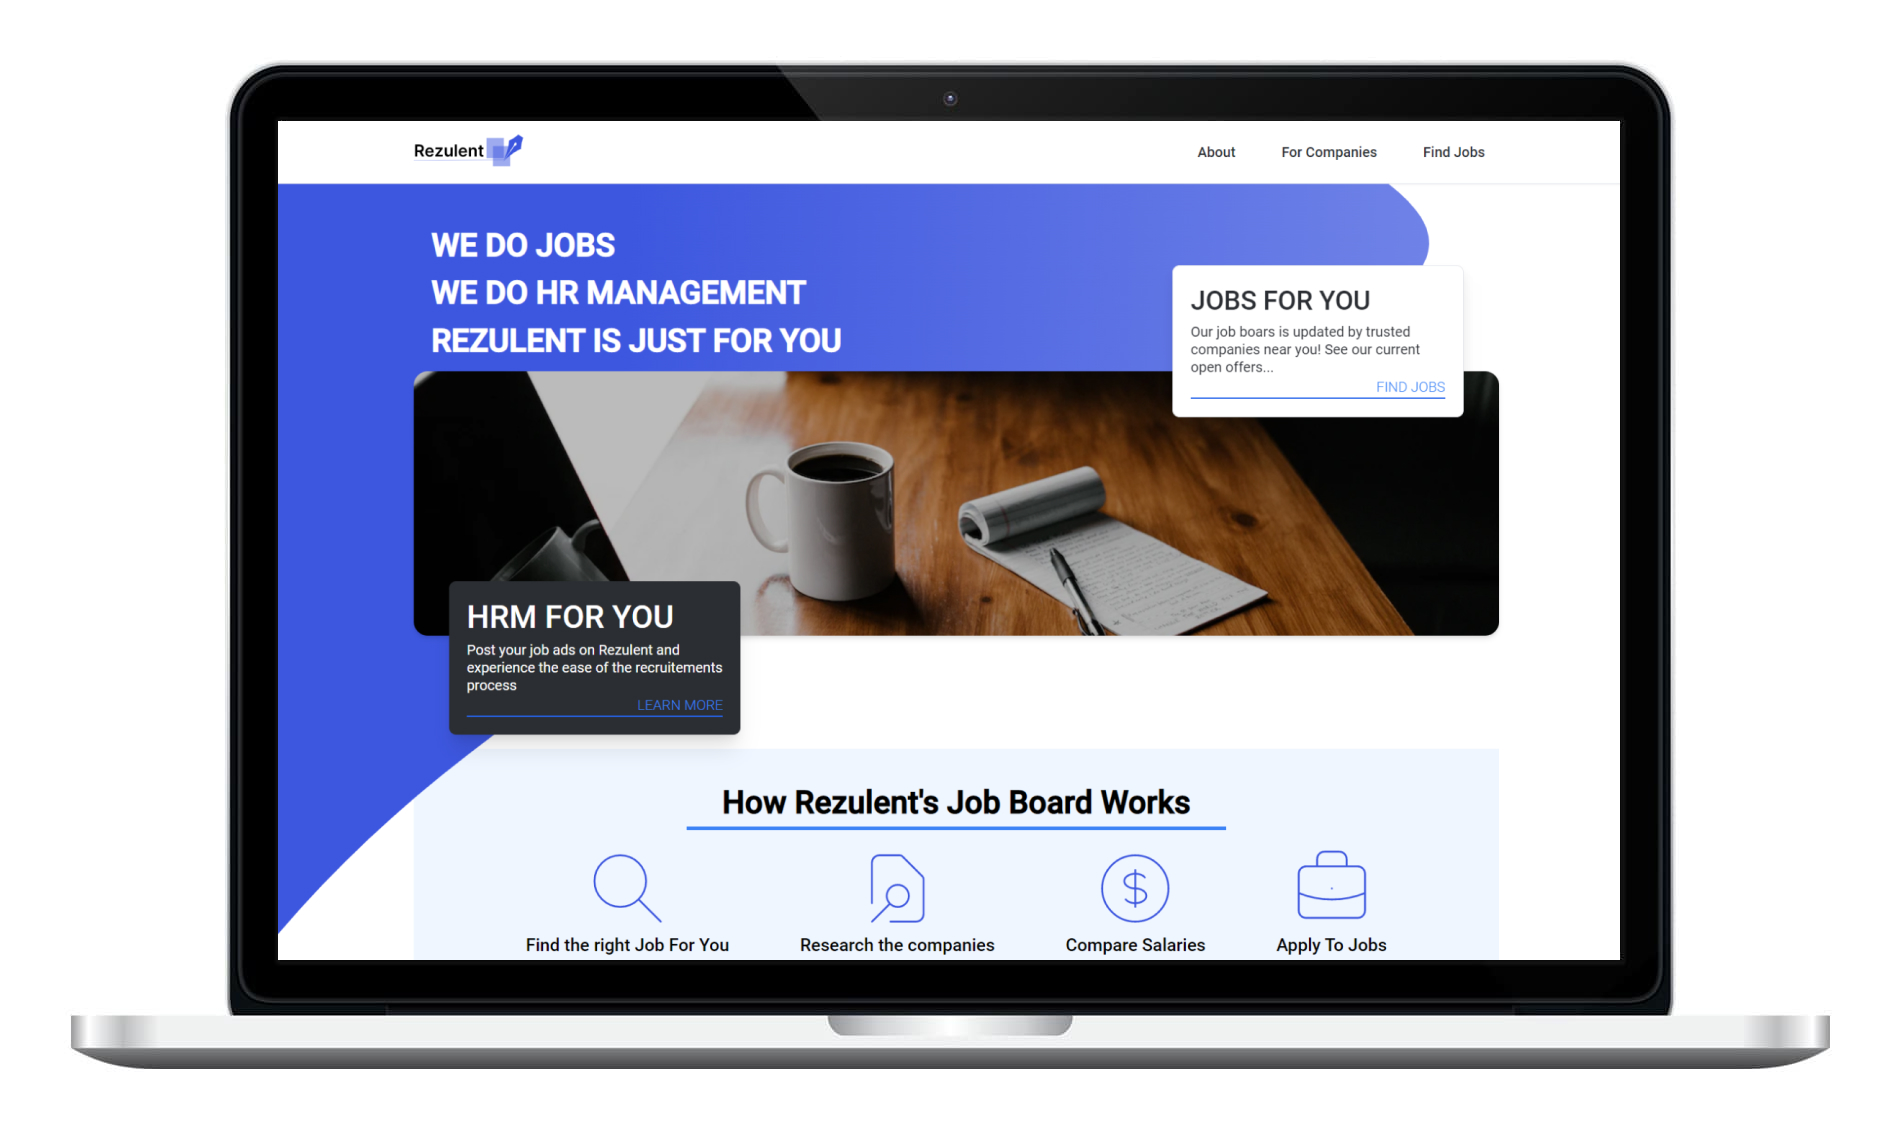 Rezulent
About
For Companies
Find Jobs
WE DO JOBS
WE DO HR MANAGEMENT
REZULENT IS JUST FOR YOU
JOBS FOR YOU
Our job boars is updated by trusted
companies near you! See our current
open offers...
FIND JOBS
HRM FOR YOU
Post your job ads on Rezulent and
experience the ease of the recruitements
process
LEARN MORE
How Rezulent's Job Board Works
Find the right Job For You
Research the companies
Compare Salaries
Apply To Jobs